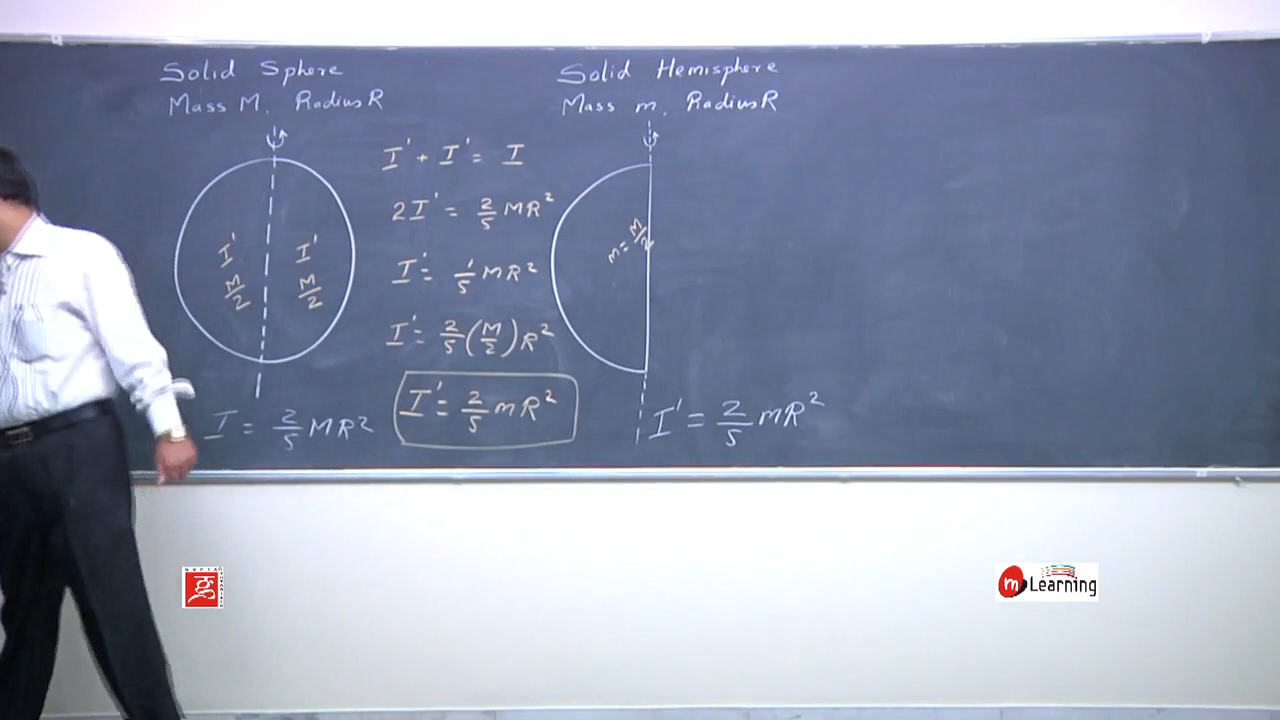 Solid Sphere
Mass M, Radius R
I' M/2
I' M/2
I = 2/5 MR²
I' + I' = I
2I' = 2/5 MR²
I' = 1/5 MR²
I' = 2/5 (M/2) R²
I' = 2/5 mR²
Solid Hemisphere
Mass m, Radius R
m = M/2
I' = 2/5 mR²
g
m Learning